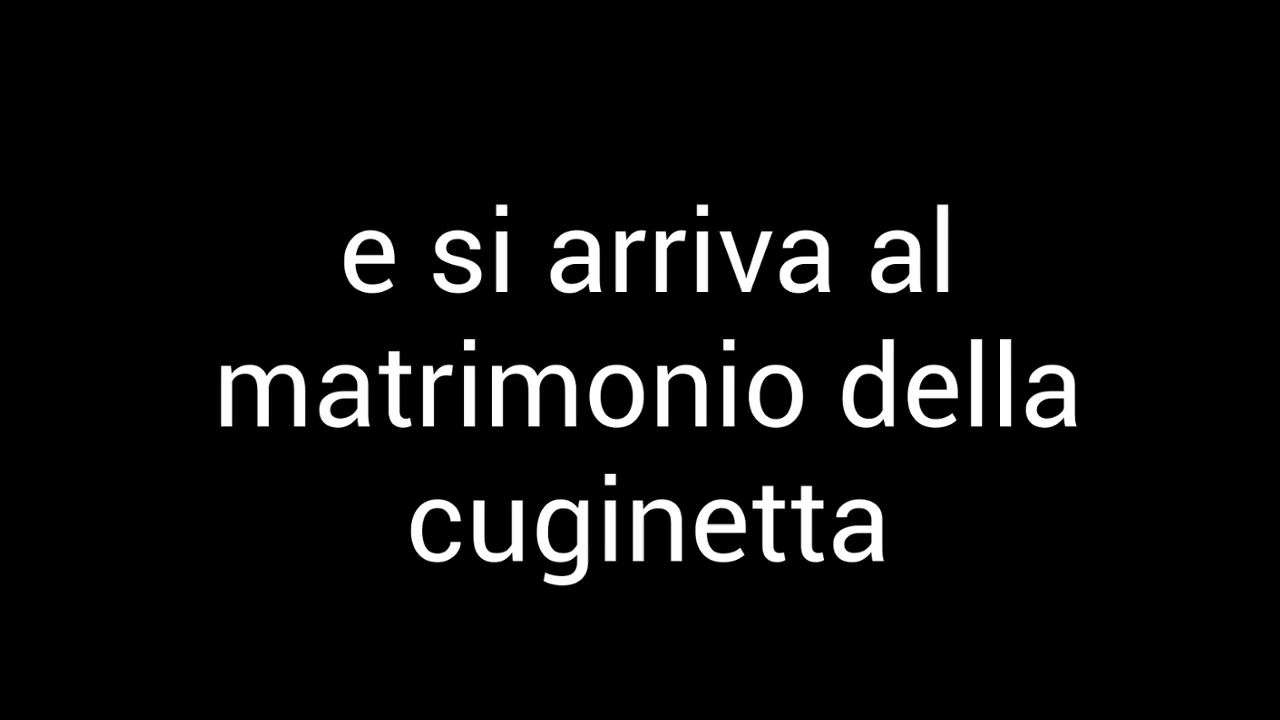 e si arriva al
matrimonio della
cuginetta